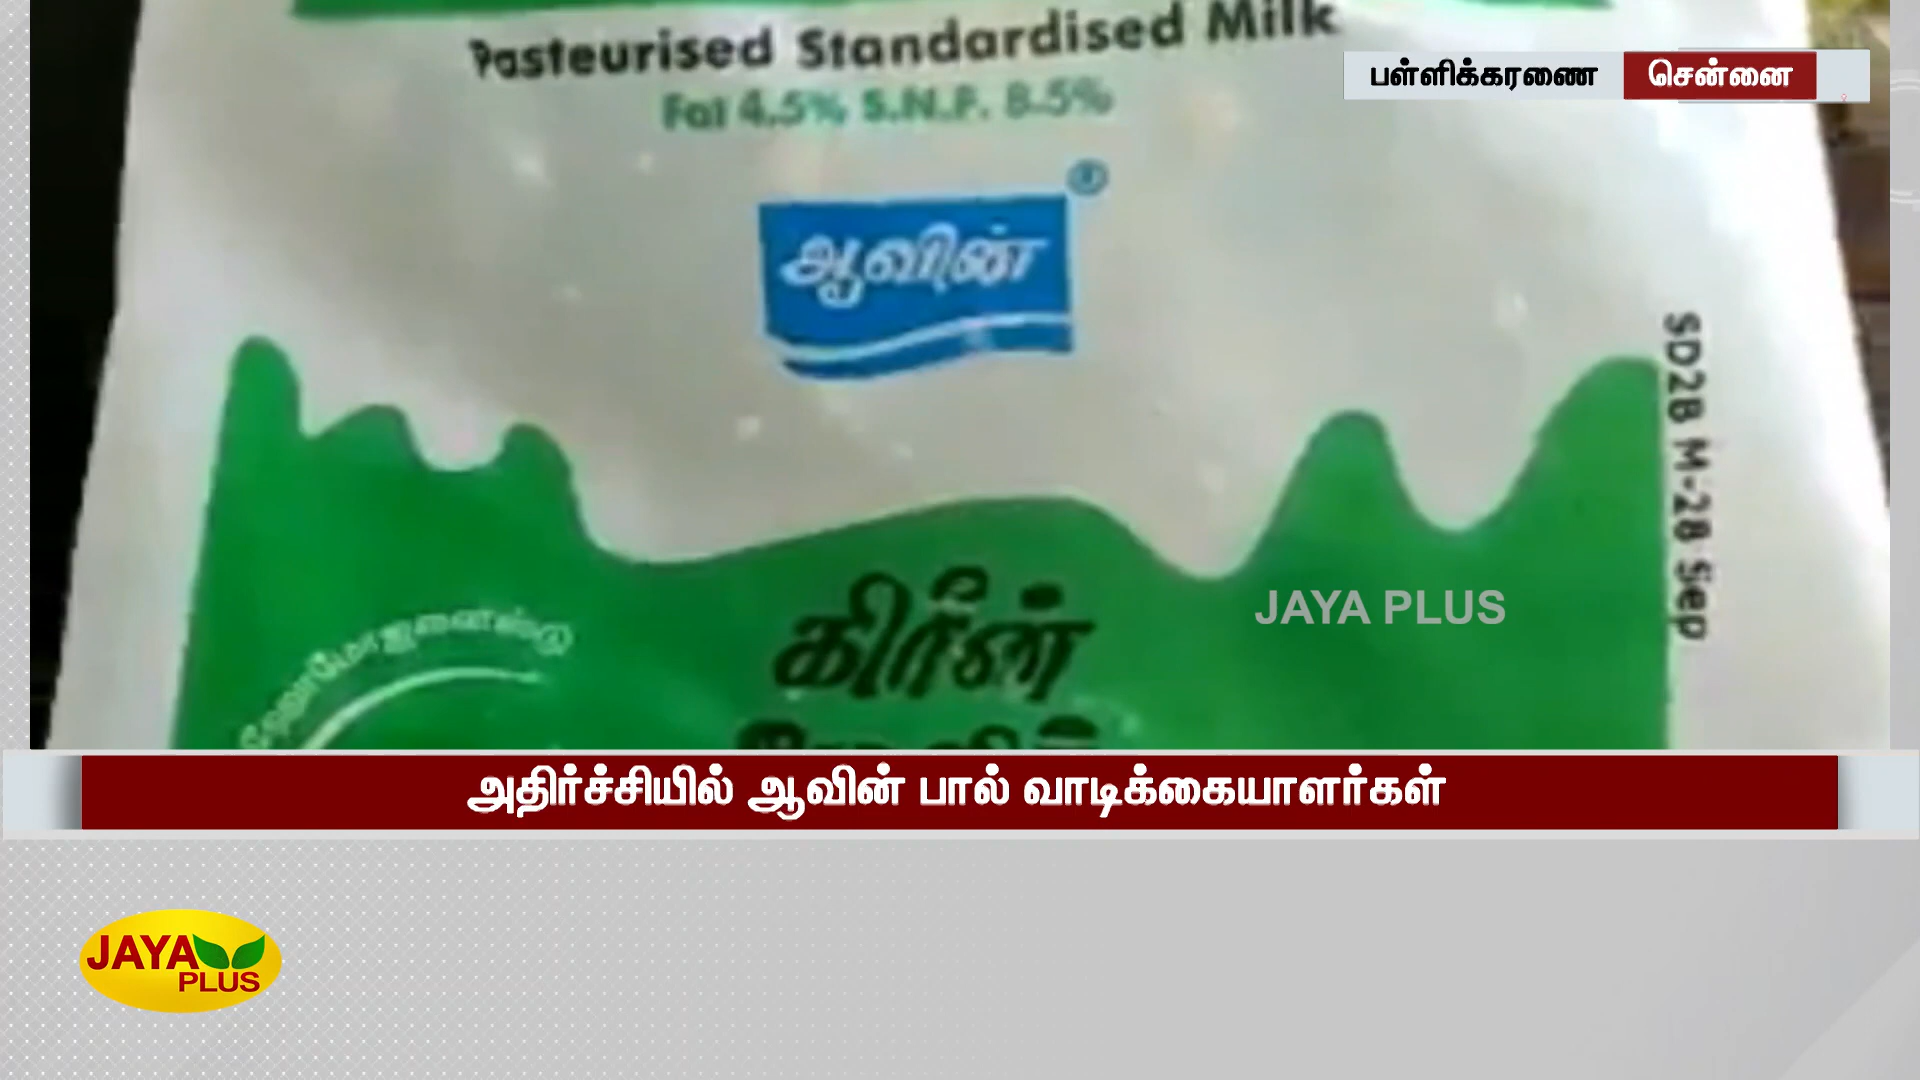 Pasteurised Standardised Milk
பள்ளிக்கரணை சென்னை
Fat 4.5% S.N.F. 8.5%
ஆவின்
®
SD2B M-28 Sep
கிரீன்
JAYA PLUS
அதிர்ச்சியில் ஆவின் பால் வாடிக்கையாளர்கள்
JAYA
PLUS